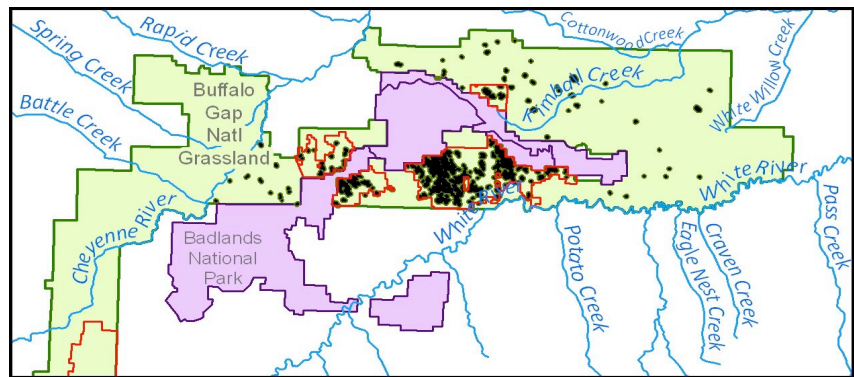 Cottonwood Creek
Rapid Creek
Spring Creek
White Willow Creek
Timball Creek
Buffalo
Gap
Natl
Grassland
Battle Creek
White River
Cheyenne River
White River
Pass Creek
Badlands
National
Park
Potato Creek
Eagle Nest Creek
Craven Creek